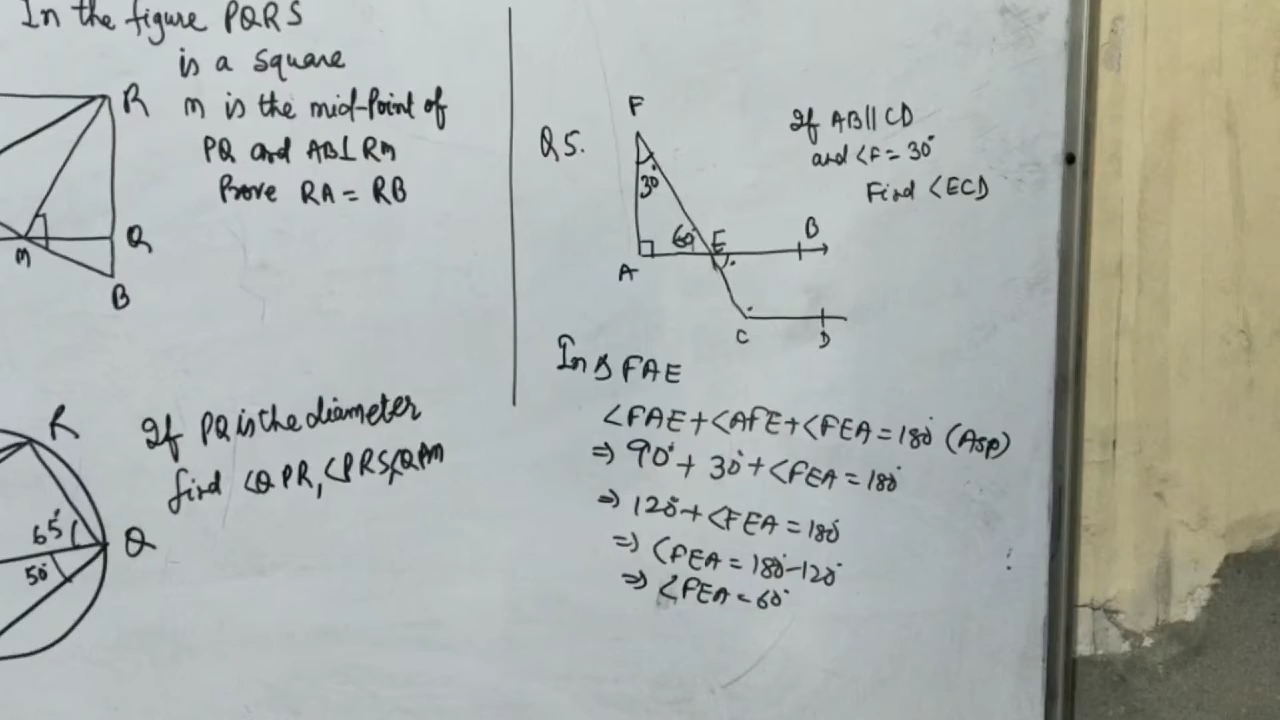 In the figure PQRS
is a square
R
M is the mid-point of
PQ and AB⊥RM
Prove RA = RB
Q
M
B
R
If PQ is the diameter
find <QPR, <PRS, <QPM
65°
Q
50°
Q5.
F
If AB||CD
and <F = 30°
Find <ECD
30°
60°
E
B
A
C
D
In Δ FAE
<FAE + <AFE + <FEA = 180° (ASP)
⇒ 90° + 30° + <FEA = 180°
⇒ 120° + <FEA = 180°
⇒ <FEA = 180° - 120°
⇒ <FEA = 60°